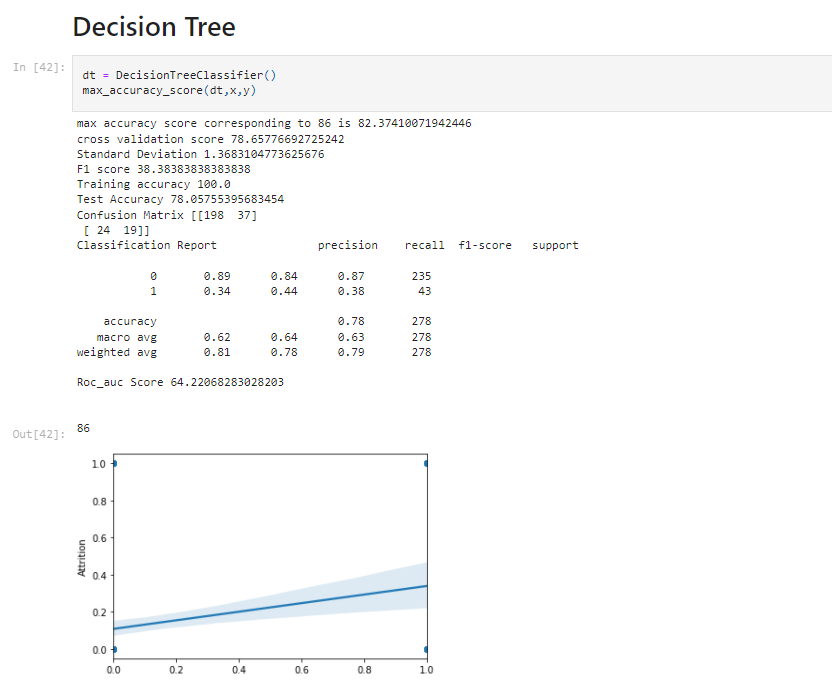 Decision Tree
In [42]:
dt = DecisionTreeClassifier()
max_accuracy_score(dt,x,y)
max accuracy score corresponding to 86 is 82.37410071942446
cross validation score 78.65776692725242
Standard Deviation 1.3683104773625676
F1 score 38.38383838383838
Training accuracy 100.0
Test Accuracy 78.05755395683454
Confusion Matrix [[198  37]
 [ 24  19]]
Classification Report               precision    recall  f1-score   support
           0       0.89      0.84      0.87       235
           1       0.34      0.44      0.38        43
    accuracy                           0.78       278
   macro avg       0.62      0.64      0.63       278
weighted avg       0.81      0.78      0.79       278
Roc_auc Score 64.22068283028203
Out[42]: 86
1.0
0.8
0.6
0.4
0.2
0.0
Attrition
0.0 0.2 0.4 0.6 0.8 1.0